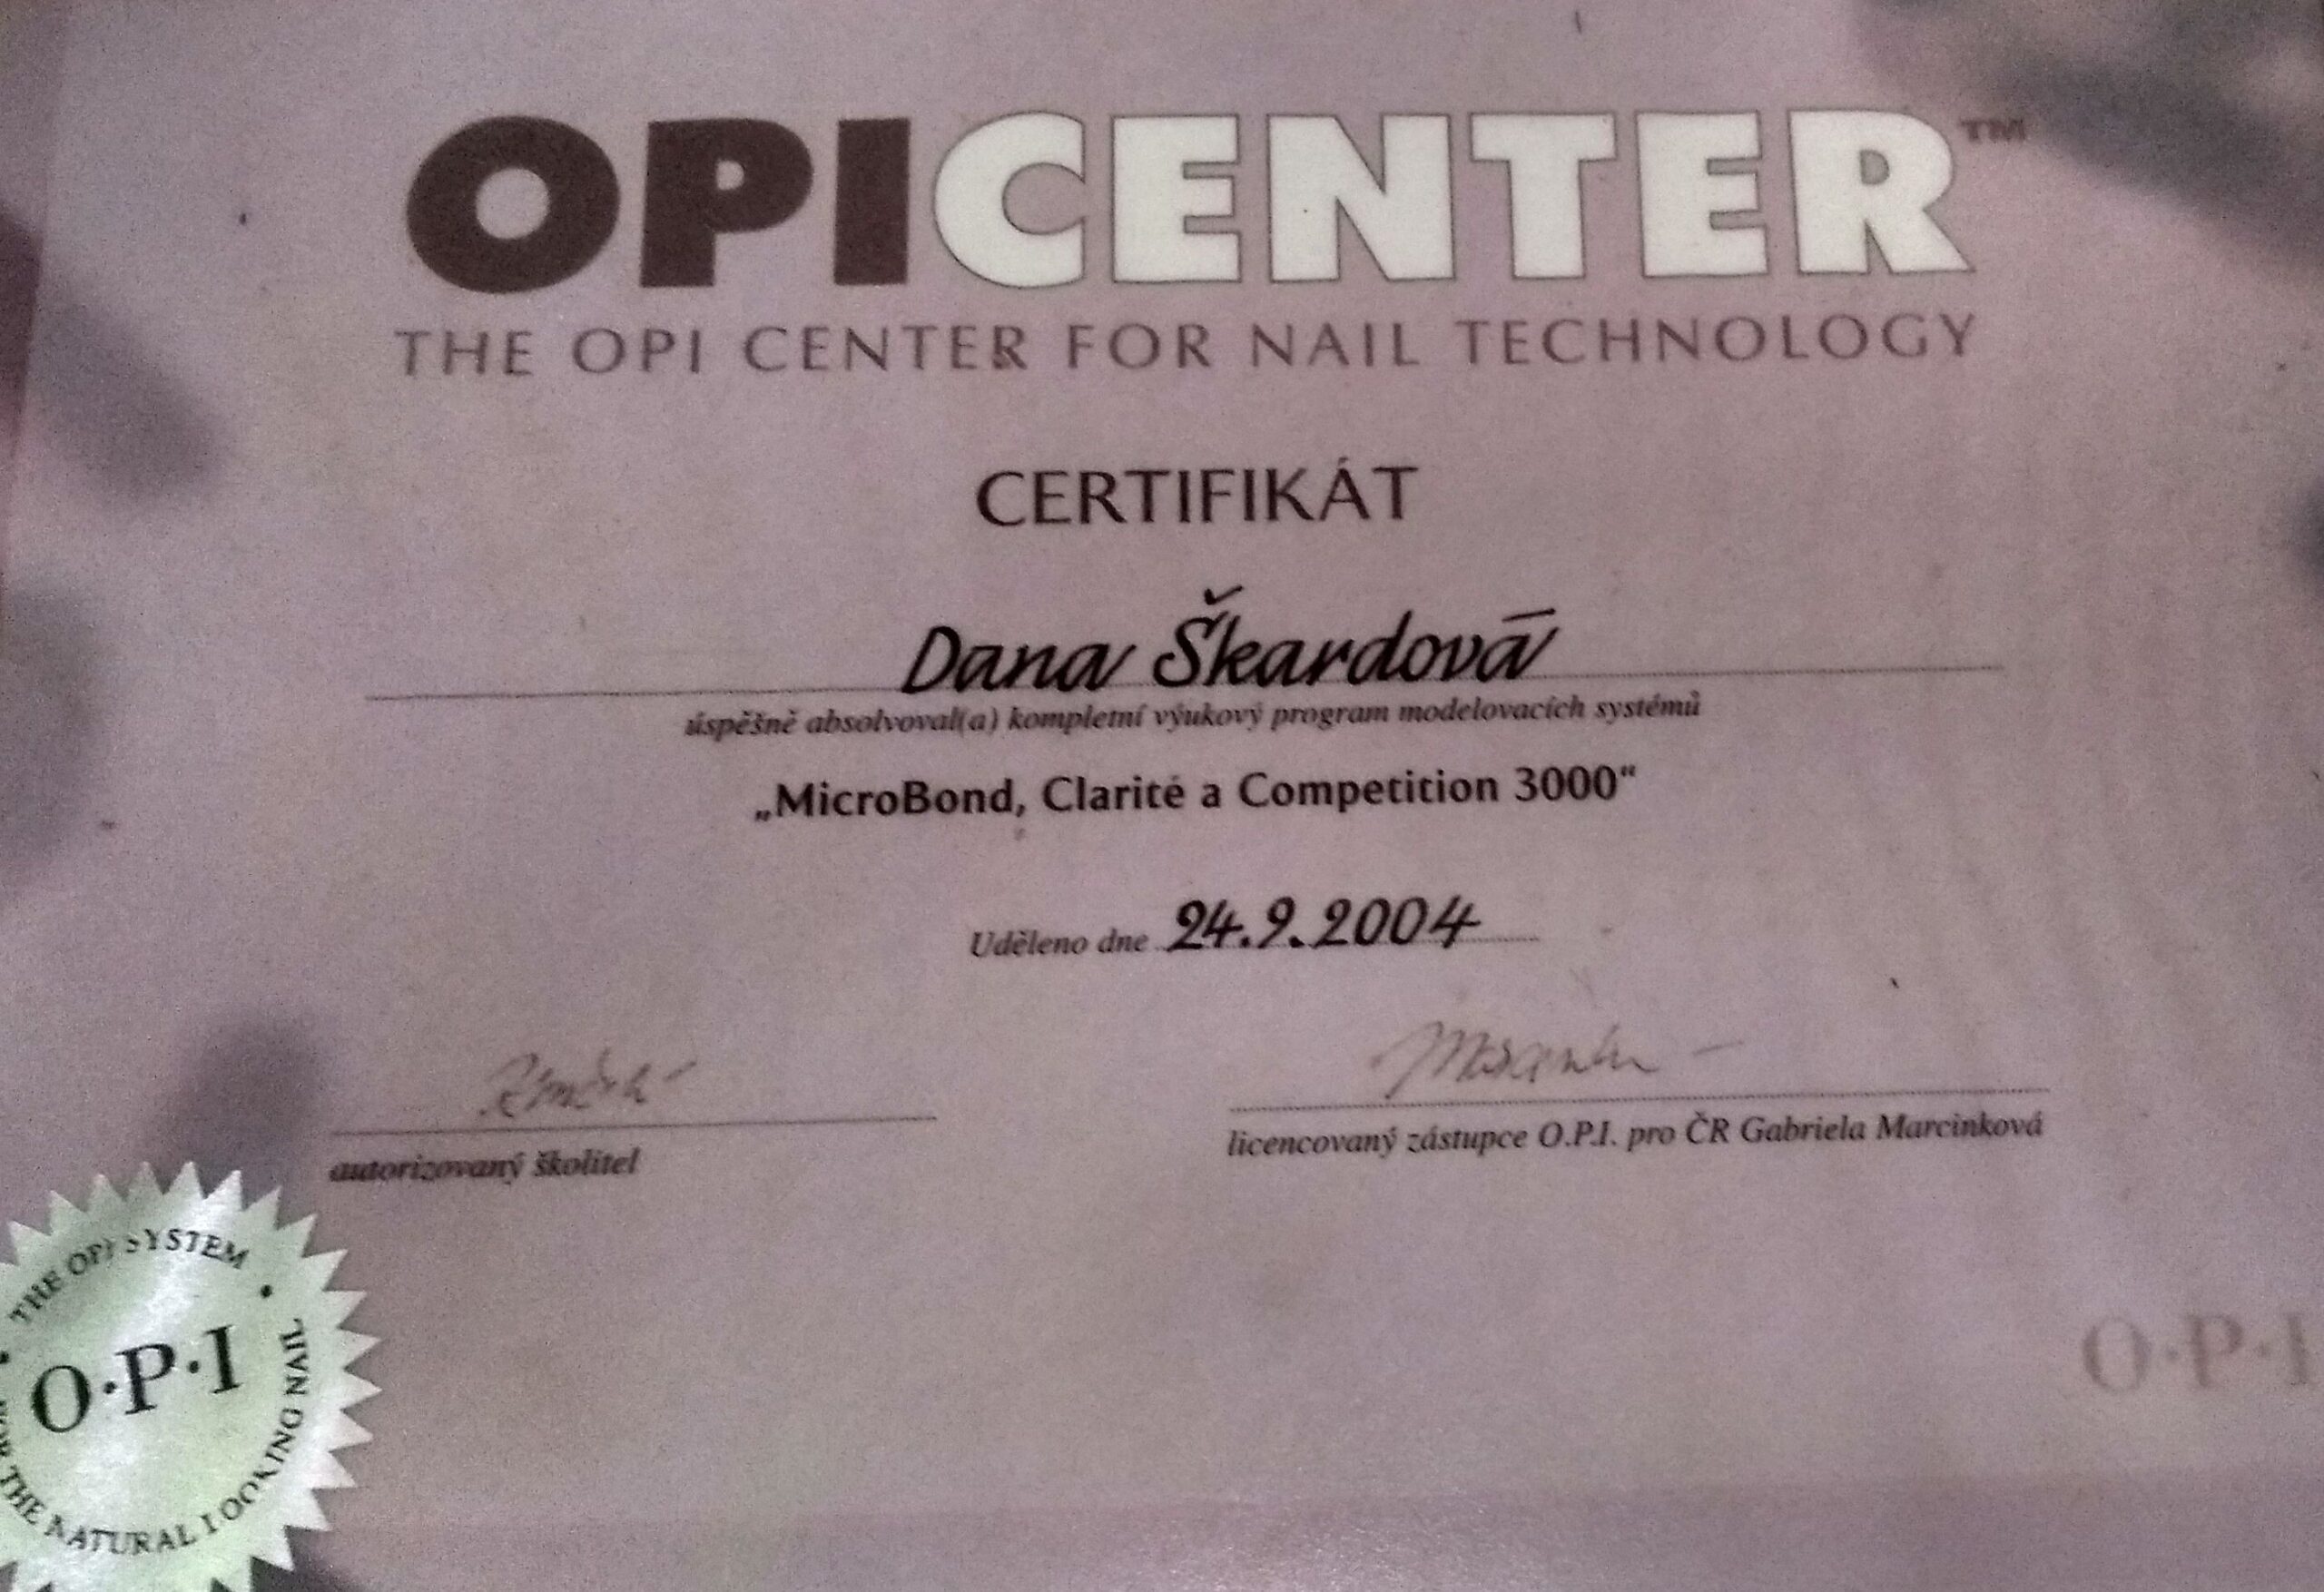 OPICENTER™
THE OPI CENTER FOR NAIL TECHNOLOGY
CERTIFIKÁT
Dana Škardová
úspěšně absolvoval(a) kompletní výukový program modelovacích systémů
„MicroBond, Clarité a Competition 3000“
Uděleno dne 24.9.2004
autorizovaný školitel
licencovaný zástupce O.P.I. pro ČR Gabriela Marcinková
THE OPI SYSTEM
O·P·I
THE NATURAL LOOKING NAIL
O·P·I